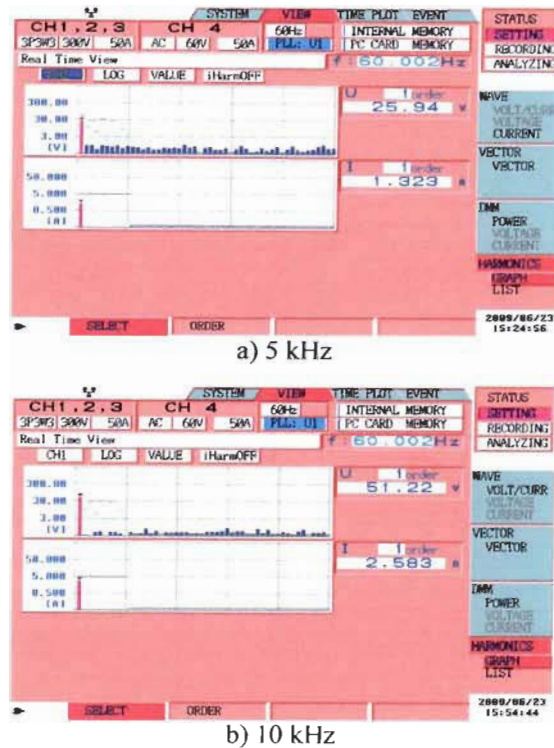 SYSTEM VIEW TIME PLOT EVENT
CH1,2,3 CH 4 60Hz INTERNAL MEMORY
3P3W3 300V 50A AC 60V 50A PLL: U1 PC CARD MEMORY
Real Time View f:60.002Hz
LOG VALUE iHarmOFF
STATUS
SETTING
RECORDING
ANALYZING
300.00
30.00
3.00
[V]
U 1order
25.94 v
50.000
5.000
0.500
[A]
I 1order
1.323 A
WAVE
VOLT/CURR
VOLTAGE
CURRENT
VECTOR
VECTOR
DMM
POWER
VOLTAGE
CURRENT
HARMONICS
GRAPH
LIST
SELECT ORDER
2009/06/23
15:24:56
a) 5 kHz
SYSTEM VIEW TIME PLOT EVENT
CH1,2,3 CH 4 60Hz INTERNAL MEMORY
3P3W3 300V 50A AC 60V 50A PLL: U1 PC CARD MEMORY
Real Time View f:60.002Hz
CH1 LOG VALUE iHarmOFF
STATUS
SETTING
RECORDING
ANALYZING
300.00
30.00
3.00
[V]
U 1order
51.22 v
50.000
5.000
0.500
[A]
I 1order
2.583 A
WAVE
VOLT/CURR
VOLTAGE
CURRENT
VECTOR
VECTOR
DMM
POWER
VOLTAGE
CURRENT
HARMONICS
GRAPH
LIST
SELECT ORDER
2009/06/23
15:54:44
b) 10 kHz